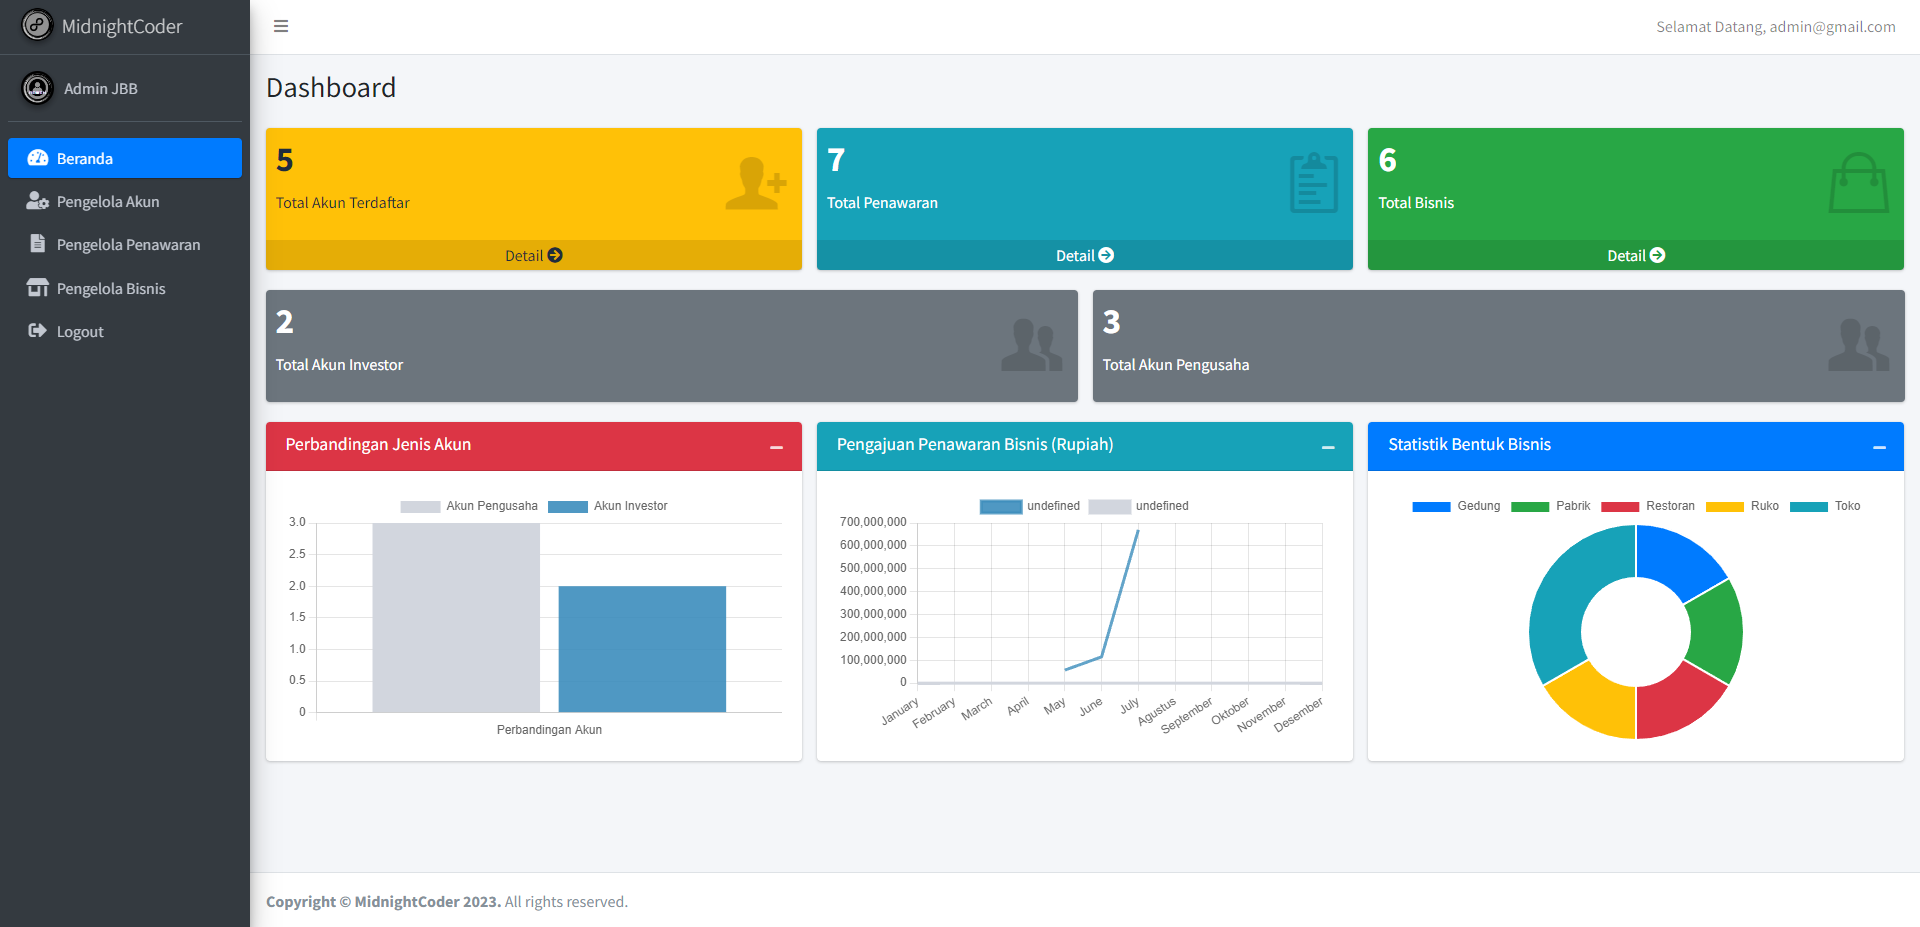 MidnightCoder
Selamat Datang, admin@gmail.com
Admin JBB
Beranda
Pengelola Akun
Pengelola Penawaran
Pengelola Bisnis
Logout
Dashboard
5
Total Akun Terdaftar
Detail
7
Total Penawaran
Detail
6
Total Bisnis
Detail
2
Total Akun Investor
3
Total Akun Pengusaha
Perbandingan Jenis Akun
Akun Pengusaha Akun Investor
3.0
2.5
2.0
1.5
1.0
0.5
0
Perbandingan Akun
Pengajuan Penawaran Bisnis (Rupiah)
undefined undefined
700,000,000
600,000,000
500,000,000
400,000,000
300,000,000
200,000,000
100,000,000
0
January February March April May June July Agustus September Oktober November Desember
Statistik Bentuk Bisnis
Gedung Pabrik Restoran Ruko Toko
Copyright © MidnightCoder 2023. All rights reserved.